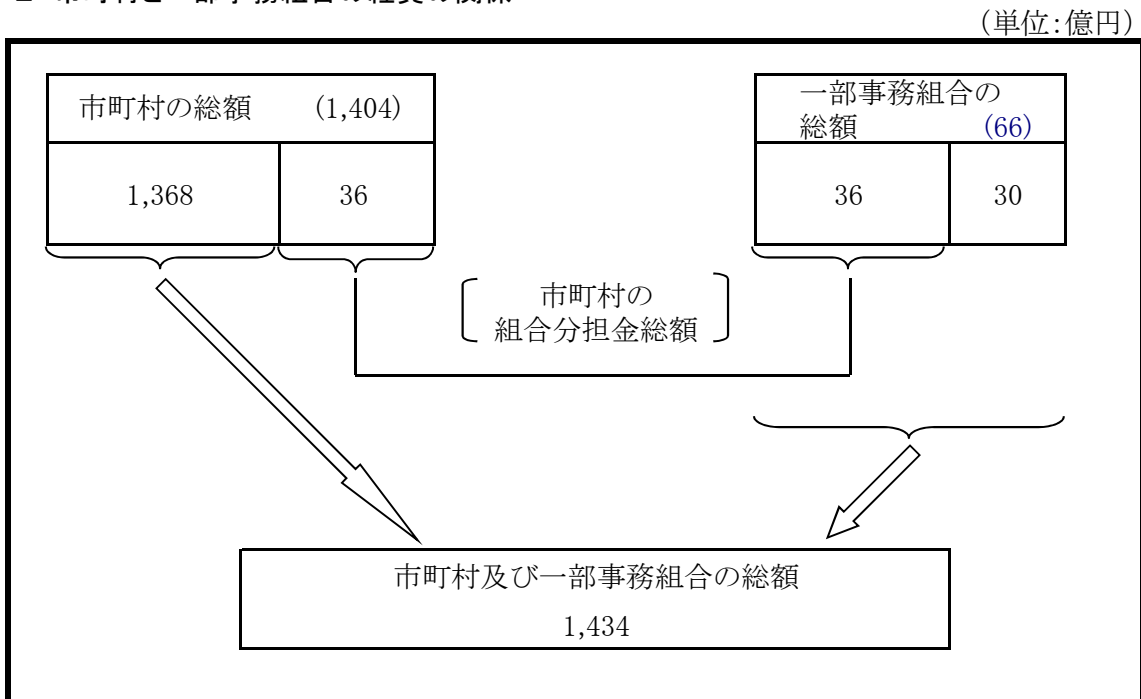 (単位:億円)
市町村の総額 (1,404)
1,368 36
一部事務組合の
総額 (66)
36 30
市町村の
組合分担金総額
市町村及び一部事務組合の総額
1,434